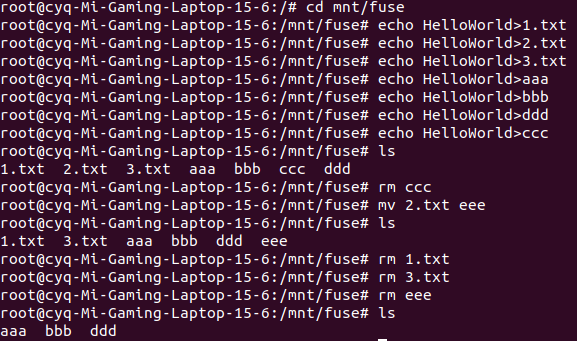 root@cyq-Mi-Gaming-Laptop-15-6:/# cd mnt/fuse
root@cyq-Mi-Gaming-Laptop-15-6:/mnt/fuse# echo HelloWorld>1.txt
root@cyq-Mi-Gaming-Laptop-15-6:/mnt/fuse# echo HelloWorld>2.txt
root@cyq-Mi-Gaming-Laptop-15-6:/mnt/fuse# echo HelloWorld>3.txt
root@cyq-Mi-Gaming-Laptop-15-6:/mnt/fuse# echo HelloWorld>aaa
root@cyq-Mi-Gaming-Laptop-15-6:/mnt/fuse# echo HelloWorld>bbb
root@cyq-Mi-Gaming-Laptop-15-6:/mnt/fuse# echo HelloWorld>ddd
root@cyq-Mi-Gaming-Laptop-15-6:/mnt/fuse# echo HelloWorld>ccc
root@cyq-Mi-Gaming-Laptop-15-6:/mnt/fuse# ls
1.txt  2.txt  3.txt  aaa  bbb  ccc  ddd
root@cyq-Mi-Gaming-Laptop-15-6:/mnt/fuse# rm ccc
root@cyq-Mi-Gaming-Laptop-15-6:/mnt/fuse# mv 2.txt eee
root@cyq-Mi-Gaming-Laptop-15-6:/mnt/fuse# ls
1.txt  3.txt  aaa  bbb  ddd  eee
root@cyq-Mi-Gaming-Laptop-15-6:/mnt/fuse# rm 1.txt
root@cyq-Mi-Gaming-Laptop-15-6:/mnt/fuse# rm 3.txt
root@cyq-Mi-Gaming-Laptop-15-6:/mnt/fuse# rm eee
root@cyq-Mi-Gaming-Laptop-15-6:/mnt/fuse# ls
aaa  bbb  ddd